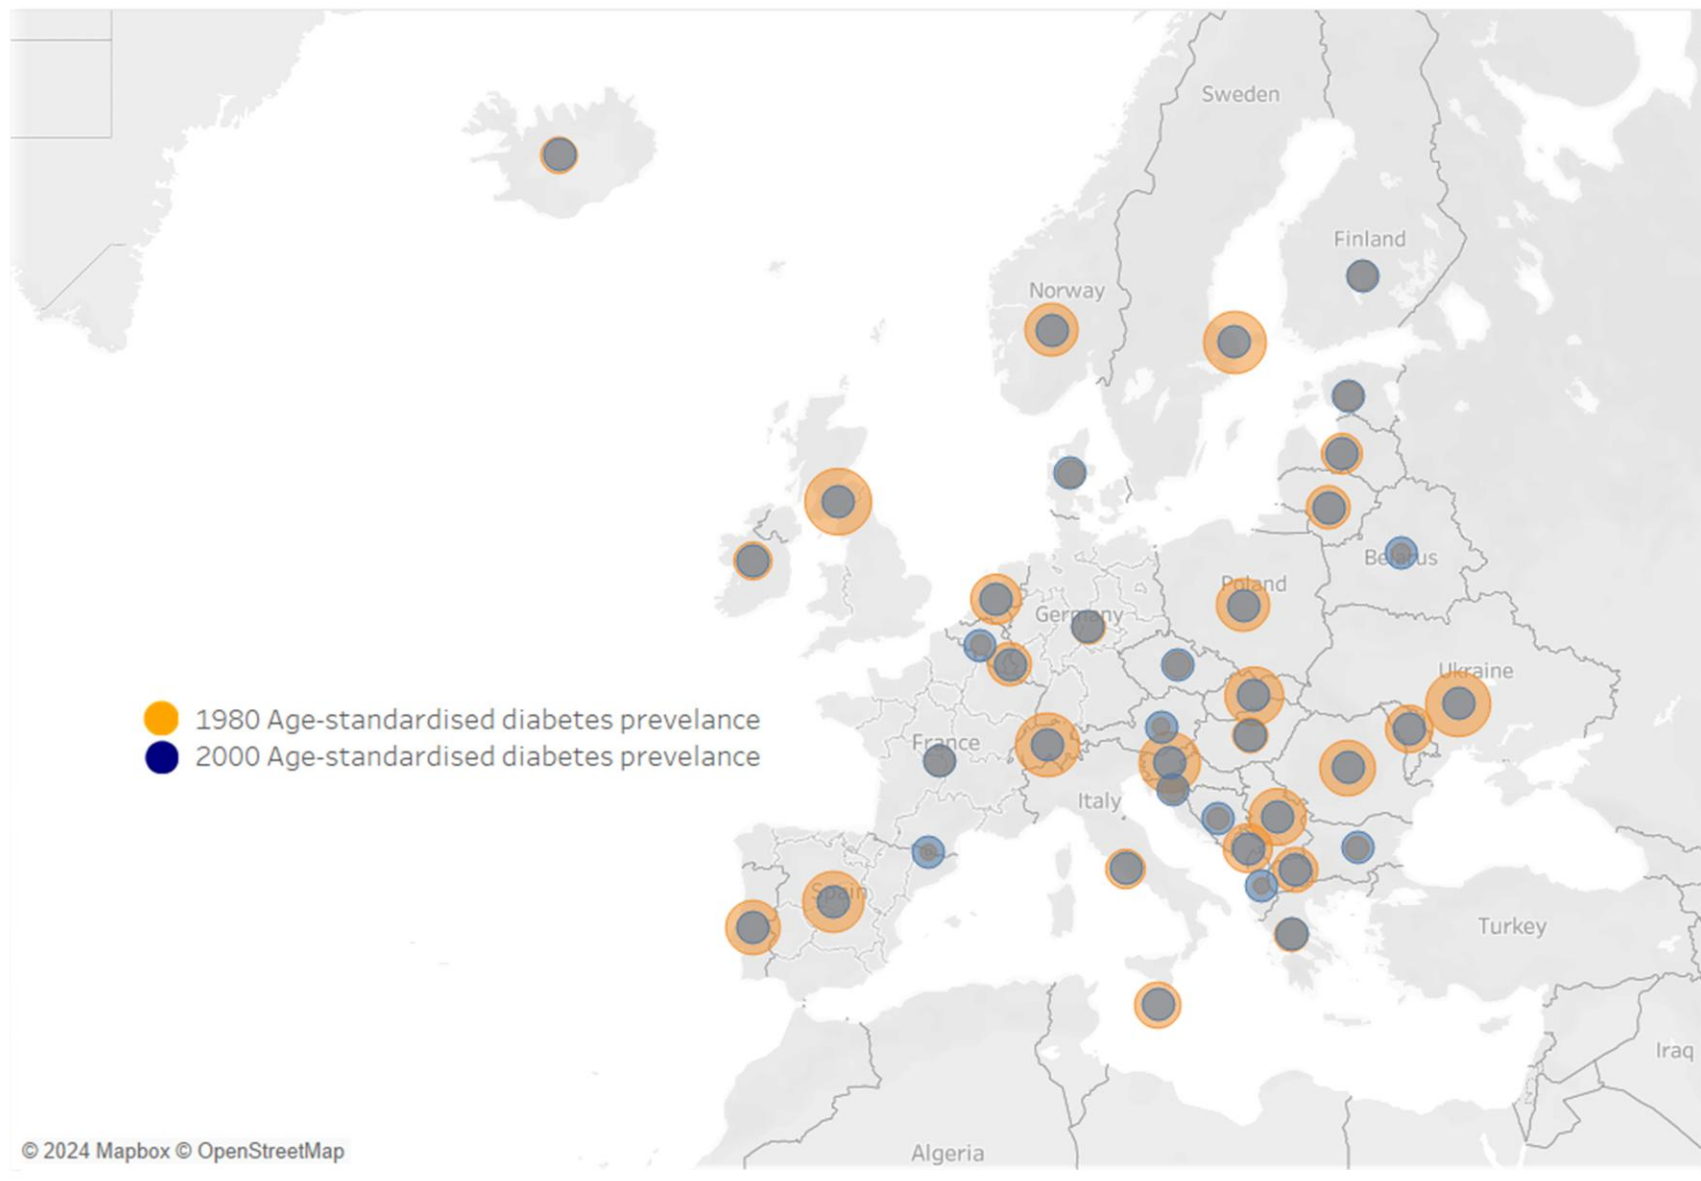 Sweden
Finland
Norway
Belarus
Poland
Germany
Ukraine
1980 Age-standardised diabetes prevelance
2000 Age-standardised diabetes prevelance
France
Italy
Spain
Turkey
Iraq
© 2024 Mapbox © OpenStreetMap
Algeria